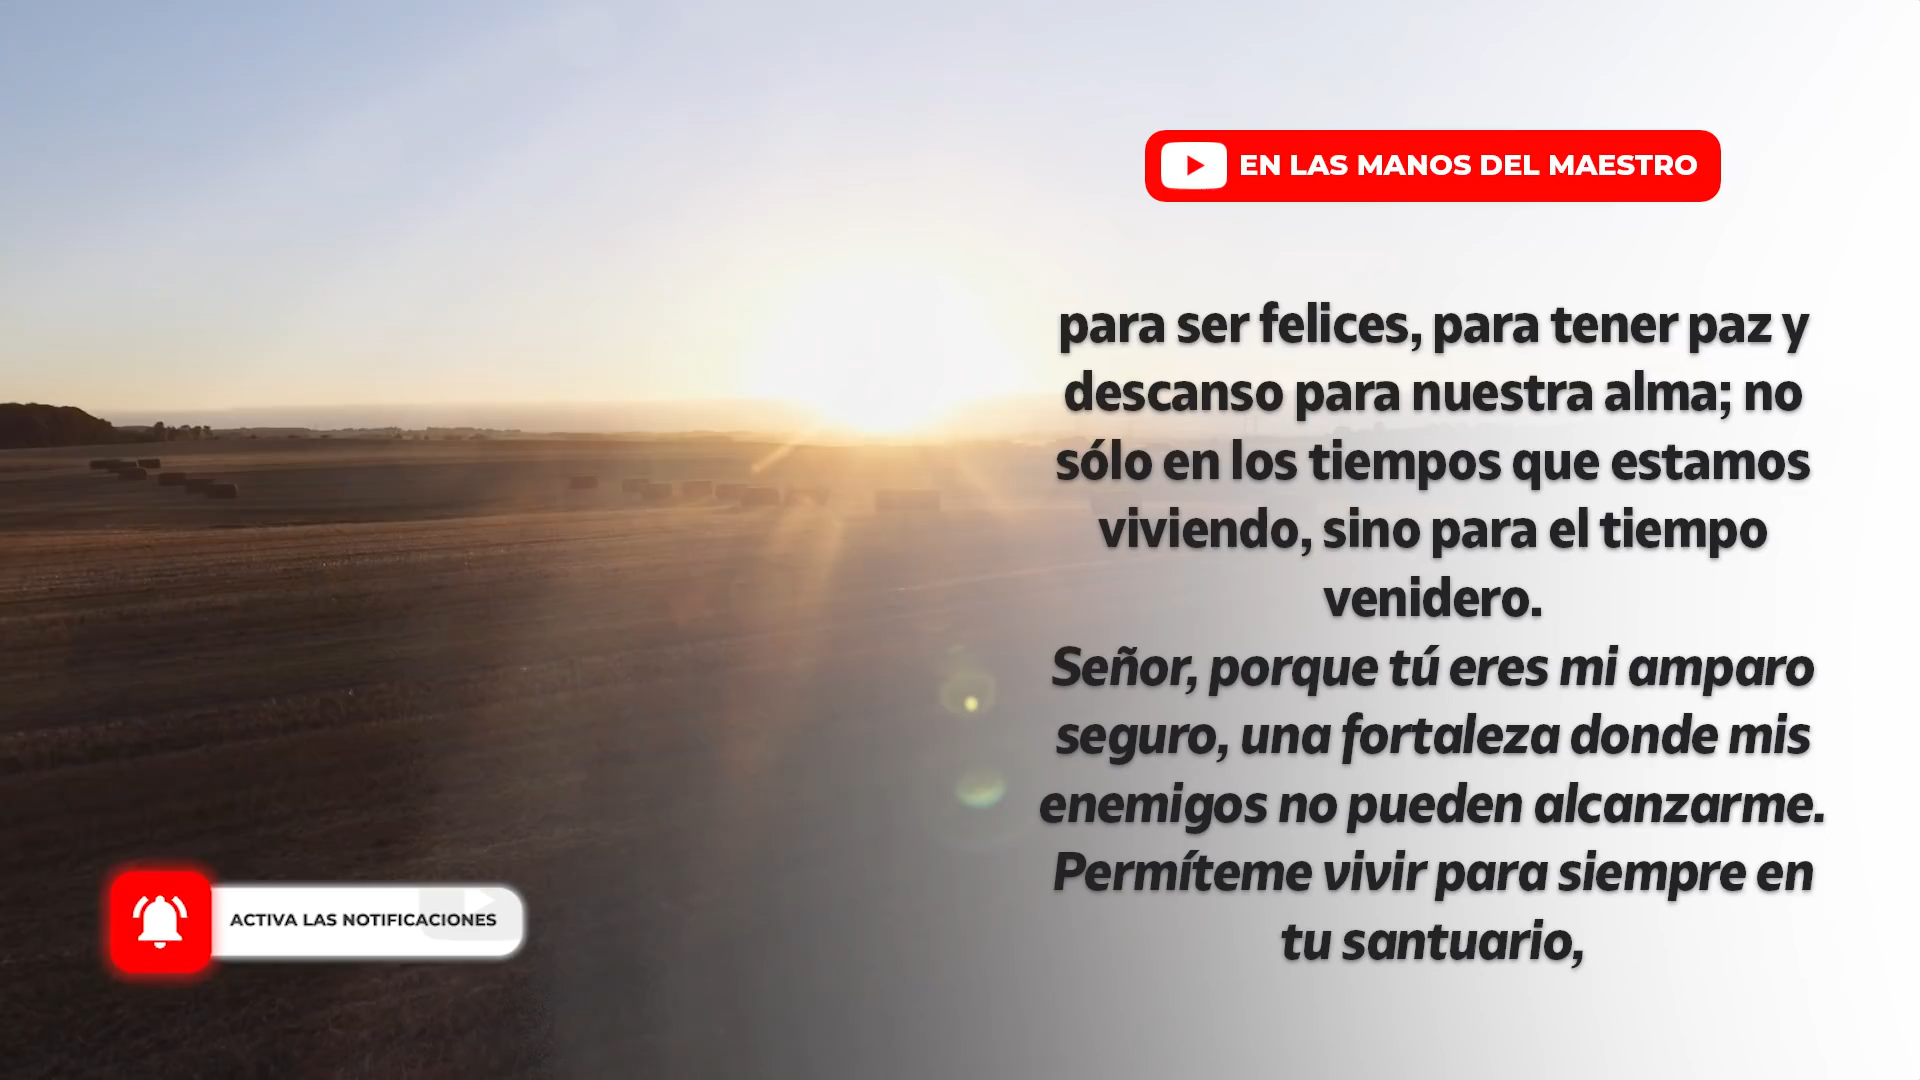 EN LAS MANOS DEL MAESTRO
para ser felices, para tener paz y
descanso para nuestra alma; no
sólo en los tiempos que estamos
viviendo, sino para el tiempo
venidero.
Señor, porque tú eres mi amparo
seguro, una fortaleza donde mis
enemigos no pueden alcanzarme.
Permíteme vivir para siempre en
tu santuario,
ACTIVA LAS NOTIFICACIONES